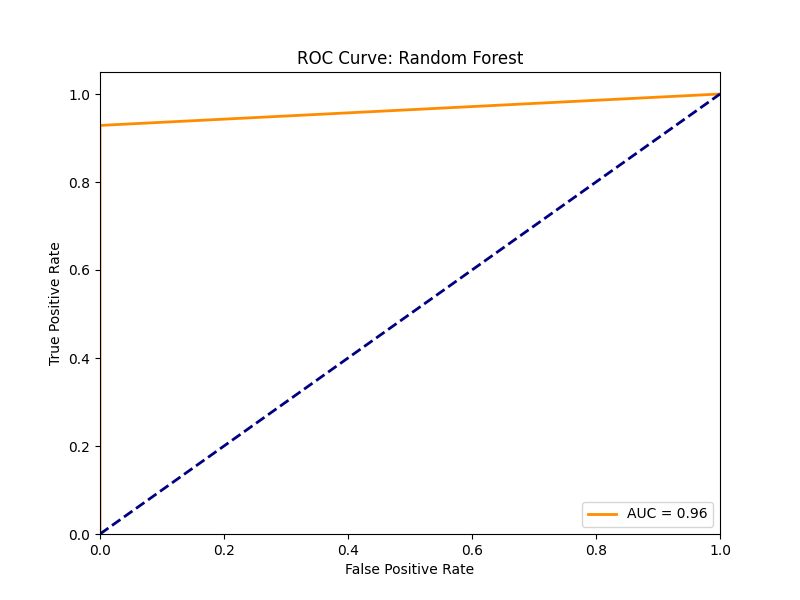 ROC Curve: Random Forest
True Positive Rate
1.0
0.8
0.6
0.4
0.2
0.0
AUC = 0.96
0.0 0.2 0.4 0.6 0.8 1.0
False Positive Rate